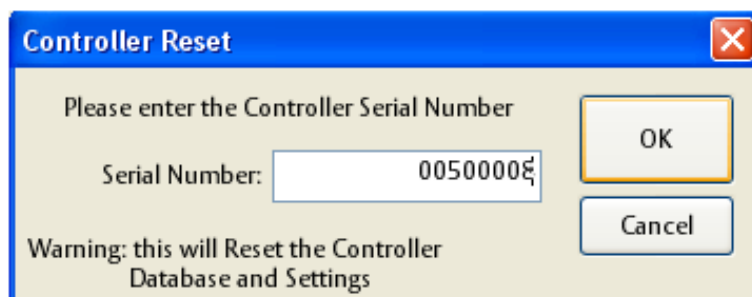 Controller Reset
Please enter the Controller Serial Number
OK
Serial Number: 00500008
Cancel
Warning: this will Reset the Controller
Database and Settings